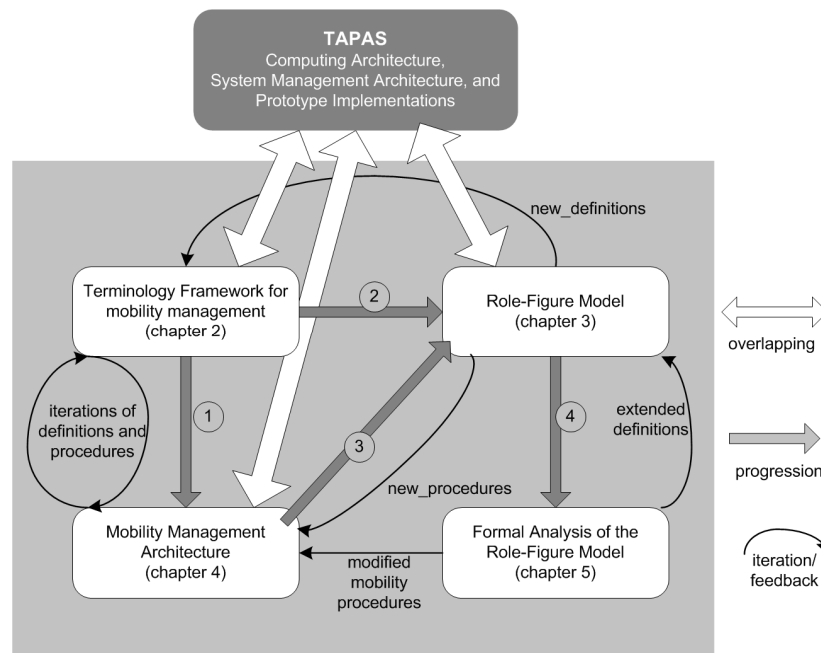 TAPAS
Computing Architecture,
System Management Architecture, and
Prototype Implementations
new_definitions
Terminology Framework for
mobility management
(chapter 2)
2
Role-Figure Model
(chapter 3)
overlapping
iterations of
definitions and
procedures
1
3
4
extended
definitions
progression
new_procedures
Mobility Management
Architecture
(chapter 4)
modified
mobility
procedures
Formal Analysis of the
Role-Figure Model
(chapter 5)
iteration/
feedback